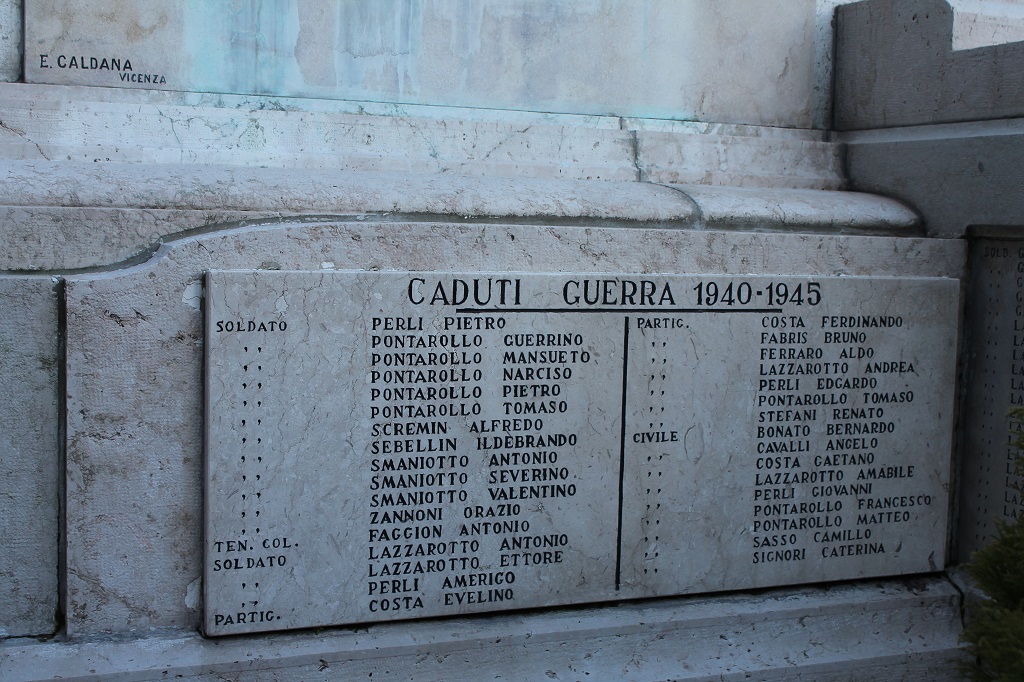 E. CALDANA
VICENZA
CADUTI GUERRA 1940-1945
SOLDATO PERLI PIETRO
,, PONTAROLLO GUERRINO
,, PONTAROLLO MANSUETO
,, PONTAROLLO NARCISO
,, PONTAROLLO PIETRO
,, PONTAROLLO TOMASO
,, SCREMIN ALFREDO
,, SEBELLIN ILDEBRANDO
,, SMANIOTTO ANTONIO
,, SMANIOTTO SEVERINO
,, SMANIOTTO VALENTINO
,, ZANNONI ORAZIO
TEN. COL. FAGGION ANTONIO
SOLDATO LAZZAROTTO ANTONIO
,, LAZZAROTTO ETTORE
,, PERLI AMERIGO
PARTIG. COSTA EVELINO
PARTIG. COSTA FERDINANDO
,, FABRIS BRUNO
,, FERRARO ALDO
,, LAZZAROTTO ANDREA
,, PERLI EDGARDO
,, PONTAROLLO TOMASO
,, STEFANI RENATO
CIVILE BONATO BERNARDO
,, CAVALLI ANGELO
,, COSTA GAETANO
,, LAZZAROTTO AMABILE
,, PERLI GIOVANNI
,, PONTAROLLO FRANCESCO
,, PONTAROLLO MATTEO
,, SASSO CAMILLO
,, SIGNORI CATERINA
SOLD.